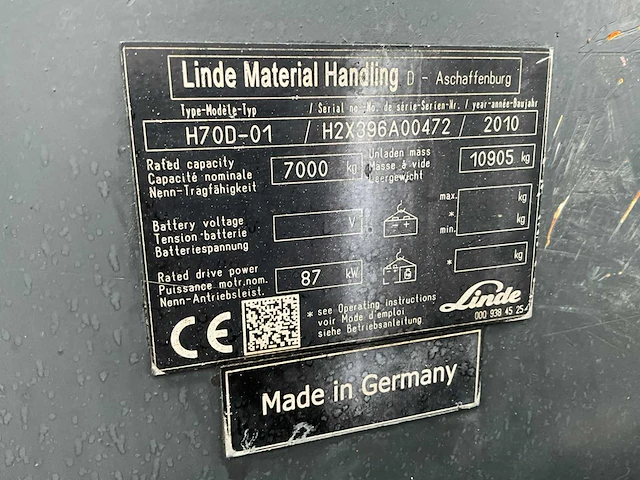 Linde Material Handling D - Aschaffenburg
Type-Modèle-Typ / Serial no.-No. de série-Serien-Nr. / year-année-Baujahr
H70D-01 / H2X396A00472 / 2010
Rated capacity
Capacité nominale
Nenn-Tragfähigkeit
7000 kg
Unladen mass
Masse à vide
Leergewicht
10905 kg
Battery voltage
Tension-batterie
Batteriespannung
V
max. kg
*
min. kg
Rated drive power
Puissance motr.nom.
Nenn-Antriebsleist.
87 kW
* kg
* see Operating instructions
voir Mode d'emploi
siehe Betriebsanleitung
CE
Linde
000 938 45 25
Made in Germany